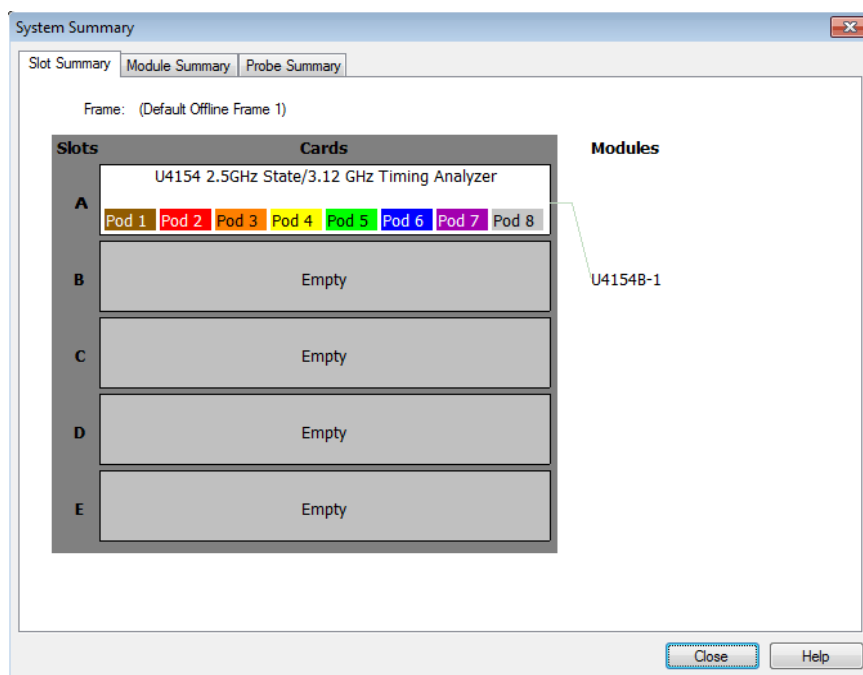 System Summary
Slot Summary Module Summary Probe Summary
Frame: (Default Offline Frame 1)
Slots Cards Modules
U4154 2.5GHz State/3.12 GHz Timing Analyzer
A
Pod 1 Pod 2 Pod 3 Pod 4 Pod 5 Pod 6 Pod 7 Pod 8
B Empty U4154B-1
C Empty
D Empty
E Empty
Close Help